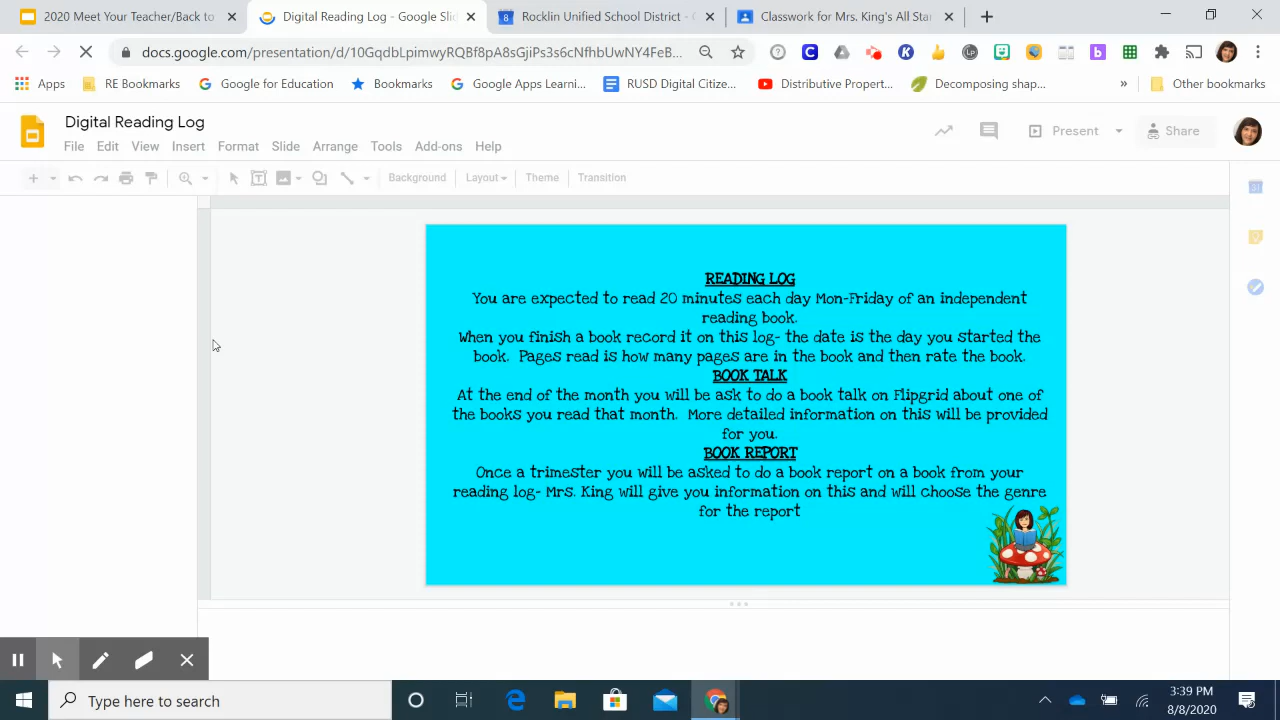 2020 Meet Your Teacher/Back to
Digital Reading Log - Google Slid
Rocklin Unified School District - C
Classwork for Mrs. King's All Star
docs.google.com/presentation/d/10GqdbLpimwyRQBf8pA8sGjiPs3s6cNfhbUwNY4FeB...
Apps
RE Bookmarks
Google for Education
Bookmarks
Google Apps Learni...
RUSD Digital Citize...
Distributive Propert...
Decomposing shap...
Other bookmarks
Digital Reading Log
Present
Share
File Edit View Insert Format Slide Arrange Tools Add-ons Help
Background Layout Theme Transition
READING LOG
You are expected to read 20 minutes each day Mon-Friday of an independent
reading book.
When you finish a book record it on this log- the date is the day you started the
book. Pages read is how many pages are in the book and then rate the book.
BOOK TALK
At the end of the month you will be ask to do a book talk on Flipgrid about one of
the books you read that month. More detailed information on this will be provided
for you.
BOOK REPORT
Once a trimester you will be asked to do a book report on a book from your
reading log- Mrs. King will give you information on this and will choose the genre
for the report
Type here to search
3:39 PM
8/8/2020